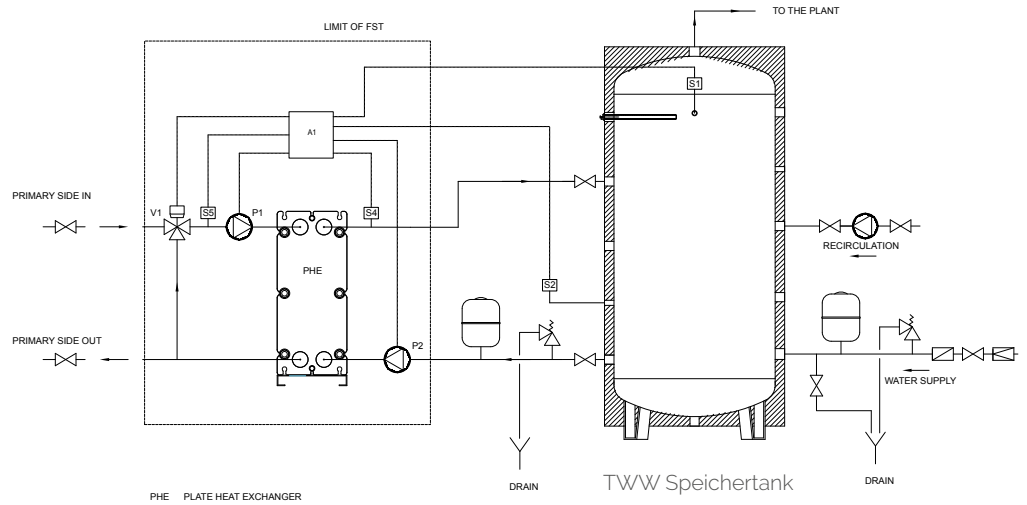 TO THE PLANT
LIMIT OF FST
S1
A1
PRIMARY SIDE IN
V1
S5
P1
S4
RECIRCULATION
PHE
S2
PRIMARY SIDE OUT
P2
WATER SUPPLY
DRAIN
DRAIN
TWW Speichertank
PHE PLATE HEAT EXCHANGER